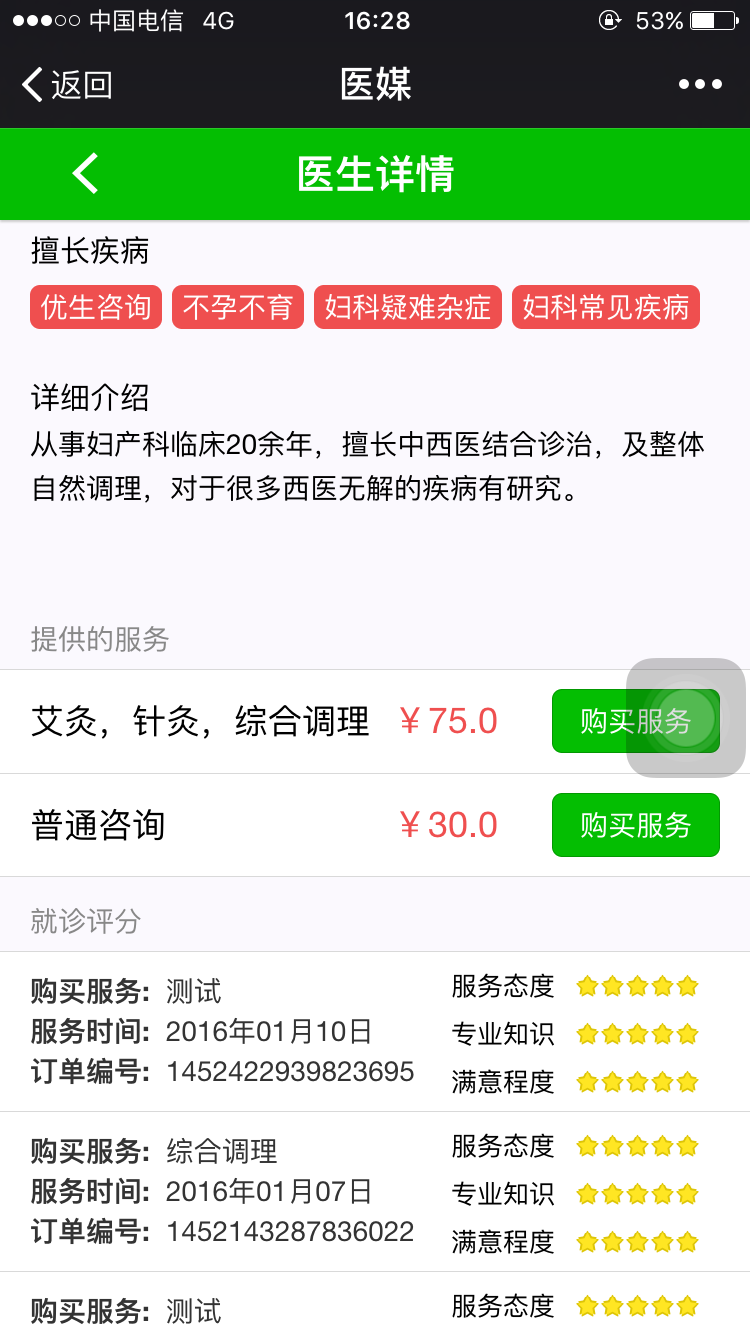 中国电信 4G 16:28 53%
返回 医媒
医生详情
擅长疾病
优生咨询 不孕不育 妇科疑难杂症 妇科常见疾病
详细介绍
从事妇产科临床20余年，擅长中西医结合诊治，及整体
自然调理，对于很多西医无解的疾病有研究。
提供的服务
艾灸，针灸，综合调理 ￥75.0 购买服务
普通咨询 ￥30.0 购买服务
就诊评分
购买服务: 测试 服务态度
服务时间: 2016年01月10日 专业知识
订单编号: 1452422939823695 满意程度
购买服务: 综合调理 服务态度
服务时间: 2016年01月07日 专业知识
订单编号: 1452143287836022 满意程度
购买服务: 测试 服务态度